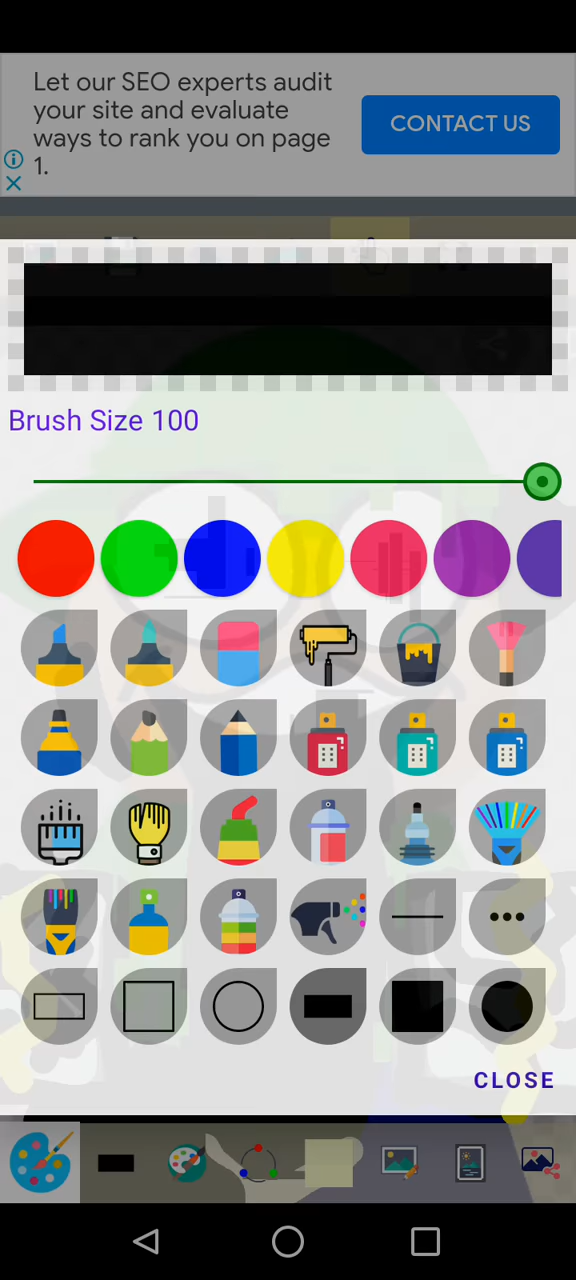 Let our SEO experts audit
your site and evaluate
ways to rank you on page
1.
CONTACT US
Brush Size 100
CLOSE